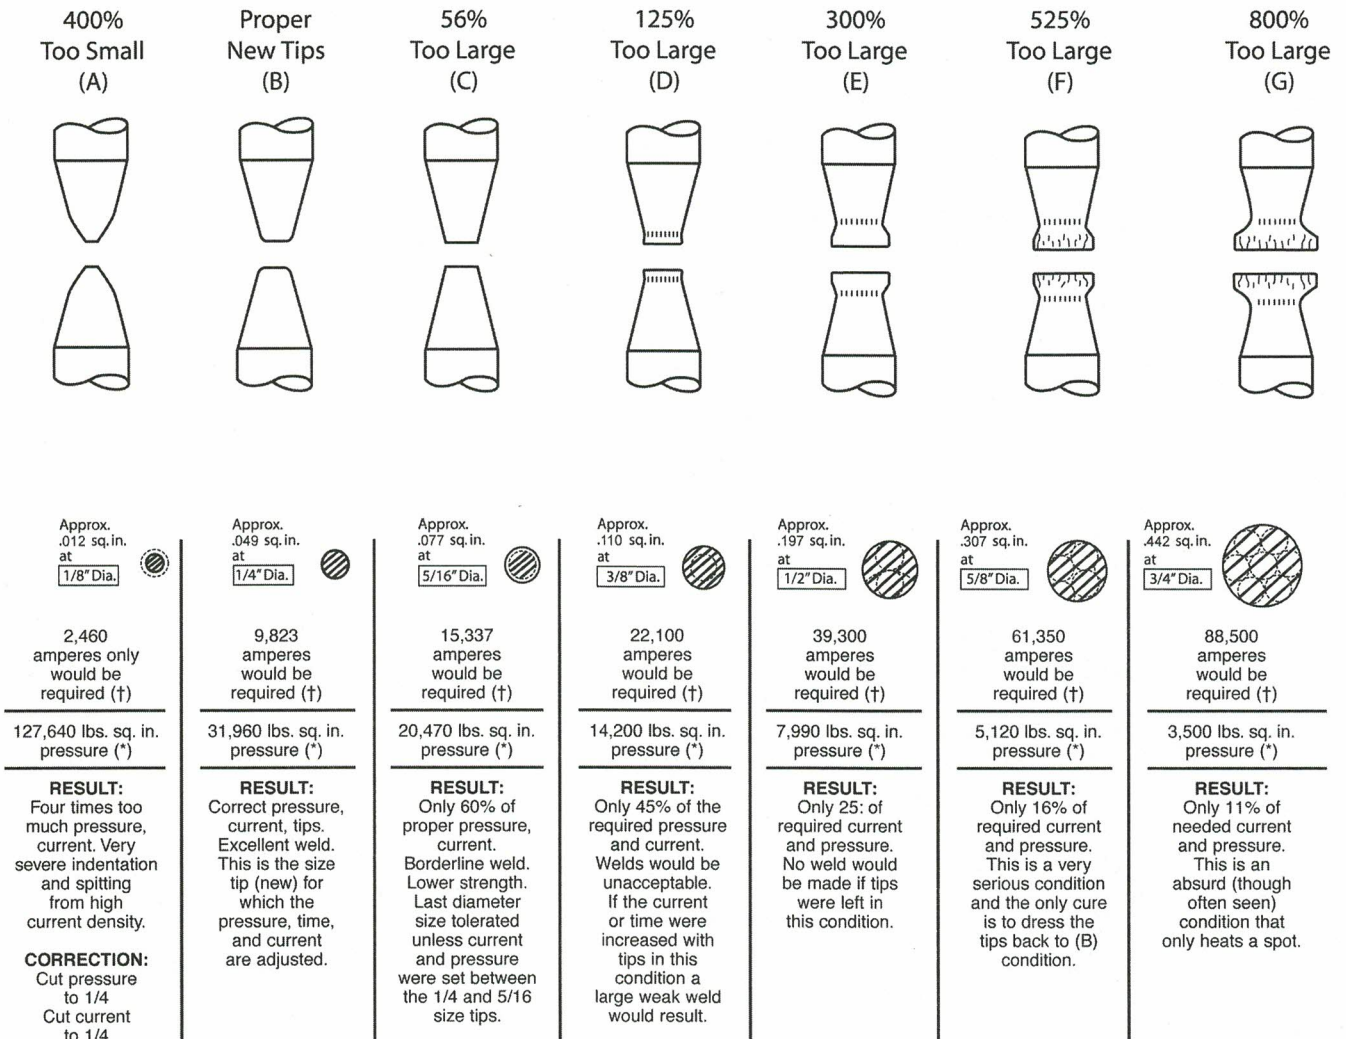 400%
Too Small
(A)
Proper
New Tips
(B)
56%
Too Large
(C)
125%
Too Large
(D)
300%
Too Large
(E)
525%
Too Large
(F)
800%
Too Large
(G)
Approx.
.012 sq. in.
at
1/8" Dia.
2,460
amperes only
would be
required (†)
127,640 lbs. sq. in.
pressure (*)
RESULT:
Four times too
much pressure,
current. Very
severe indentation
and spitting
from high
current density.
CORRECTION:
Cut pressure
to 1/4
Cut current
to 1/4
Approx.
.049 sq. in.
at
1/4" Dia.
9,823
amperes
would be
required (†)
31,960 lbs. sq. in.
pressure (*)
RESULT:
Correct pressure,
current, tips.
Excellent weld.
This is the size
tip (new) for
which the
pressure, time,
and current
are adjusted.
Approx.
.077 sq. in.
at
5/16" Dia.
15,337
amperes
would be
required (†)
20,470 lbs. sq. in.
pressure (*)
RESULT:
Only 60% of
proper pressure,
current.
Borderline weld.
Lower strength.
Last diameter
size tolerated
unless current
and pressure
were set between
the 1/4 and 5/16
size tips.
Approx.
.110 sq. in.
at
3/8" Dia.
22,100
amperes
would be
required (†)
14,200 lbs. sq. in.
pressure (*)
RESULT:
Only 45% of the
required pressure
and current.
Welds would be
unacceptable.
If the current
or time were
increased with
tips in this
condition a
large weak weld
would result.
Approx.
.197 sq. in.
at
1/2" Dia.
39,300
amperes
would be
required (†)
7,990 lbs. sq. in.
pressure (*)
RESULT:
Only 25: of
required current
and pressure.
No weld would
be made if tips
were left in
this condition.
Approx.
.307 sq. in.
at
5/8" Dia.
61,350
amperes
would be
required (†)
5,120 lbs. sq. in.
pressure (*)
RESULT:
Only 16% of
required current
and pressure.
This is a very
serious condition
and the only cure
is to dress the
tips back to (B)
condition.
Approx.
.442 sq. in.
at
3/4" Dia.
88,500
amperes
would be
required (†)
3,500 lbs. sq. in.
pressure (*)
RESULT:
Only 11% of
needed current
and pressure.
This is an
absurd (though
often seen)
condition that
only heats a spot.